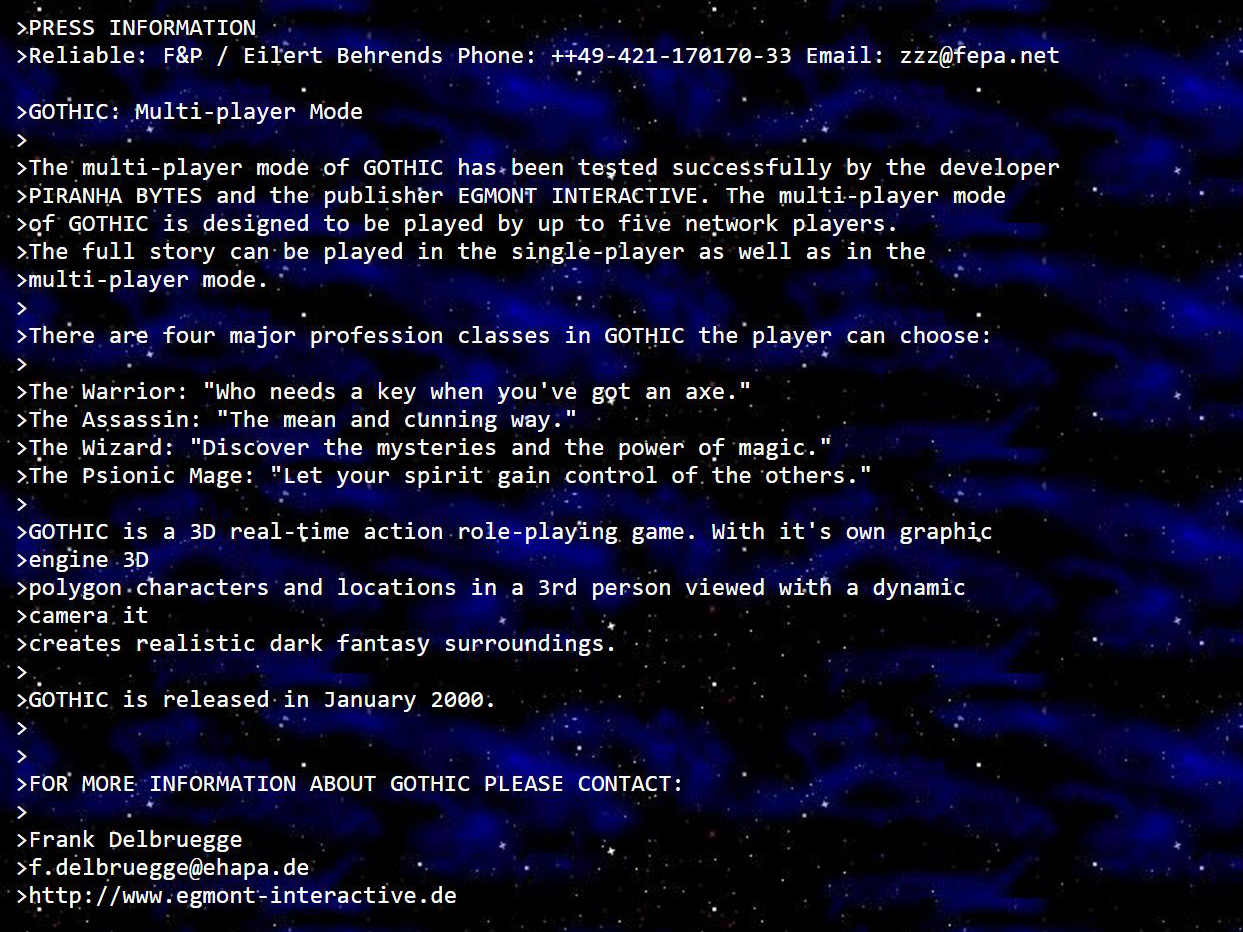 >PRESS INFORMATION
>Reliable: F&P / Eilert Behrends Phone: ++49-421-170170-33 Email: zzz@fepa.net
>GOTHIC: Multi-player Mode
>
>The multi-player mode of GOTHIC has been tested successfully by the developer
>PIRANHA BYTES and the publisher EGMONT INTERACTIVE. The multi-player mode
>of GOTHIC is designed to be played by up to five network players.
>The full story can be played in the single-player as well as in the
>multi-player mode.
>
>There are four major profession classes in GOTHIC the player can choose:
>
>The Warrior: "Who needs a key when you've got an axe."
>The Assassin: "The mean and cunning way."
>The Wizard: "Discover the mysteries and the power of magic."
>The Psionic Mage: "Let your spirit gain control of the others."
>
>GOTHIC is a 3D real-time action role-playing game. With it's own graphic
>engine 3D
>polygon characters and locations in a 3rd person viewed with a dynamic
>camera it
>creates realistic dark fantasy surroundings.
>
>GOTHIC is released in January 2000.
>
>
>FOR MORE INFORMATION ABOUT GOTHIC PLEASE CONTACT:
>
>Frank Delbruegge
>f.delbruegge@ehapa.de
>http://www.egmont-interactive.de